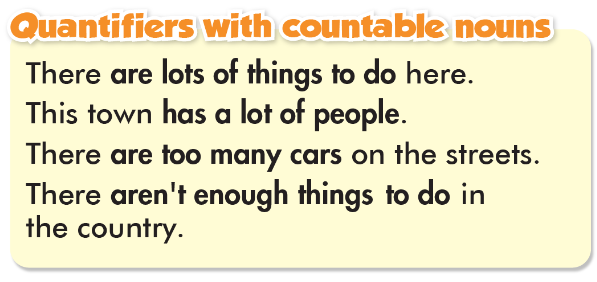 Quantifiers with countable nouns
There are lots of things to do here.
This town has a lot of people.
There are too many cars on the streets.
There aren't enough things to do in
the country.